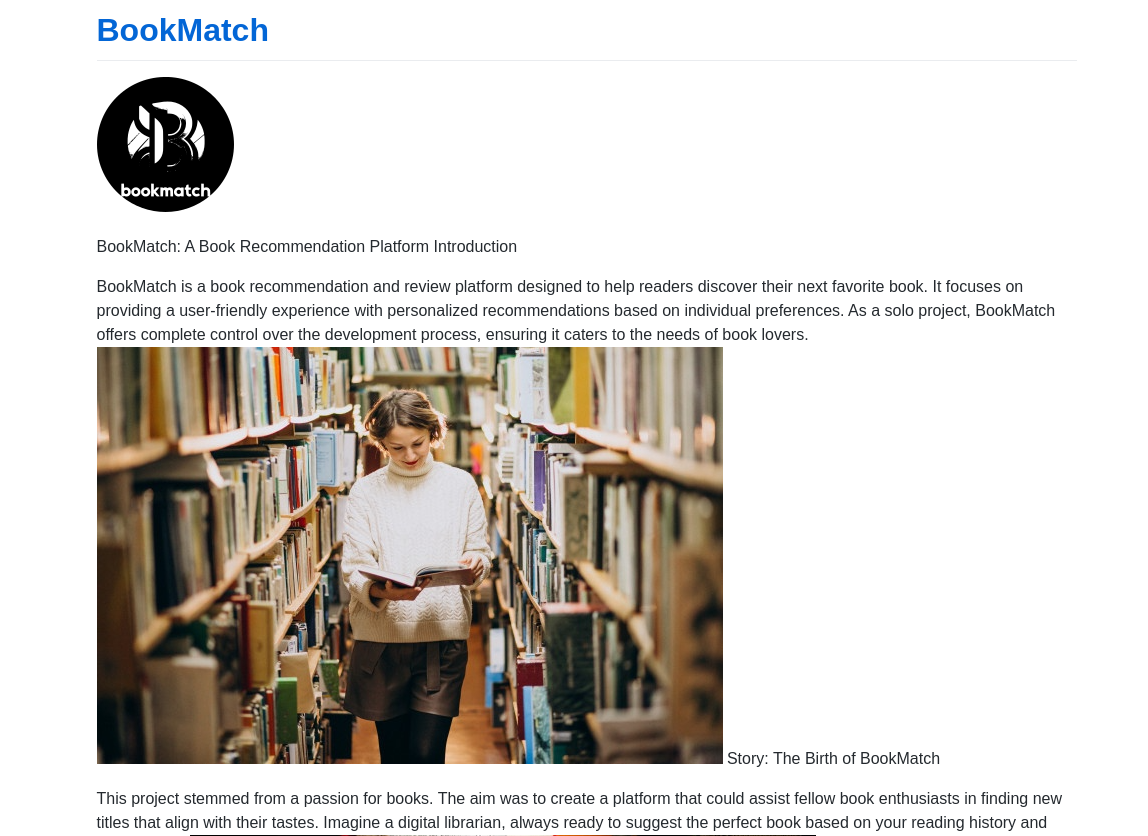 BookMatch
bookmatch
BookMatch: A Book Recommendation Platform Introduction
BookMatch is a book recommendation and review platform designed to help readers discover their next favorite book. It focuses on
providing a user-friendly experience with personalized recommendations based on individual preferences. As a solo project, BookMatch
offers complete control over the development process, ensuring it caters to the needs of book lovers.
Story: The Birth of BookMatch
This project stemmed from a passion for books. The aim was to create a platform that could assist fellow book enthusiasts in finding new
titles that align with their tastes. Imagine a digital librarian, always ready to suggest the perfect book based on your reading history and